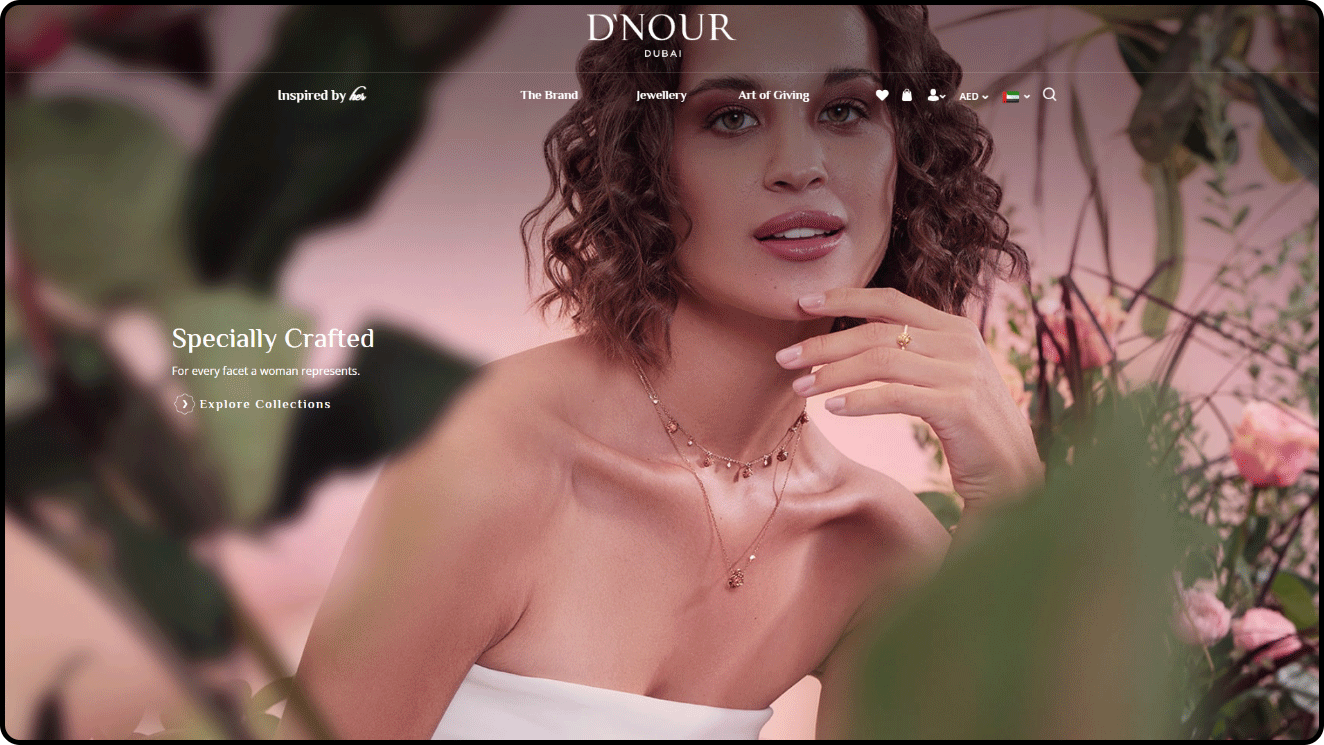 D'NOUR
DUBAI
Inspired by her
The Brand
Jewellery
Art of Giving
AED
Specially Crafted
For every facet a woman represents.
Explore Collections